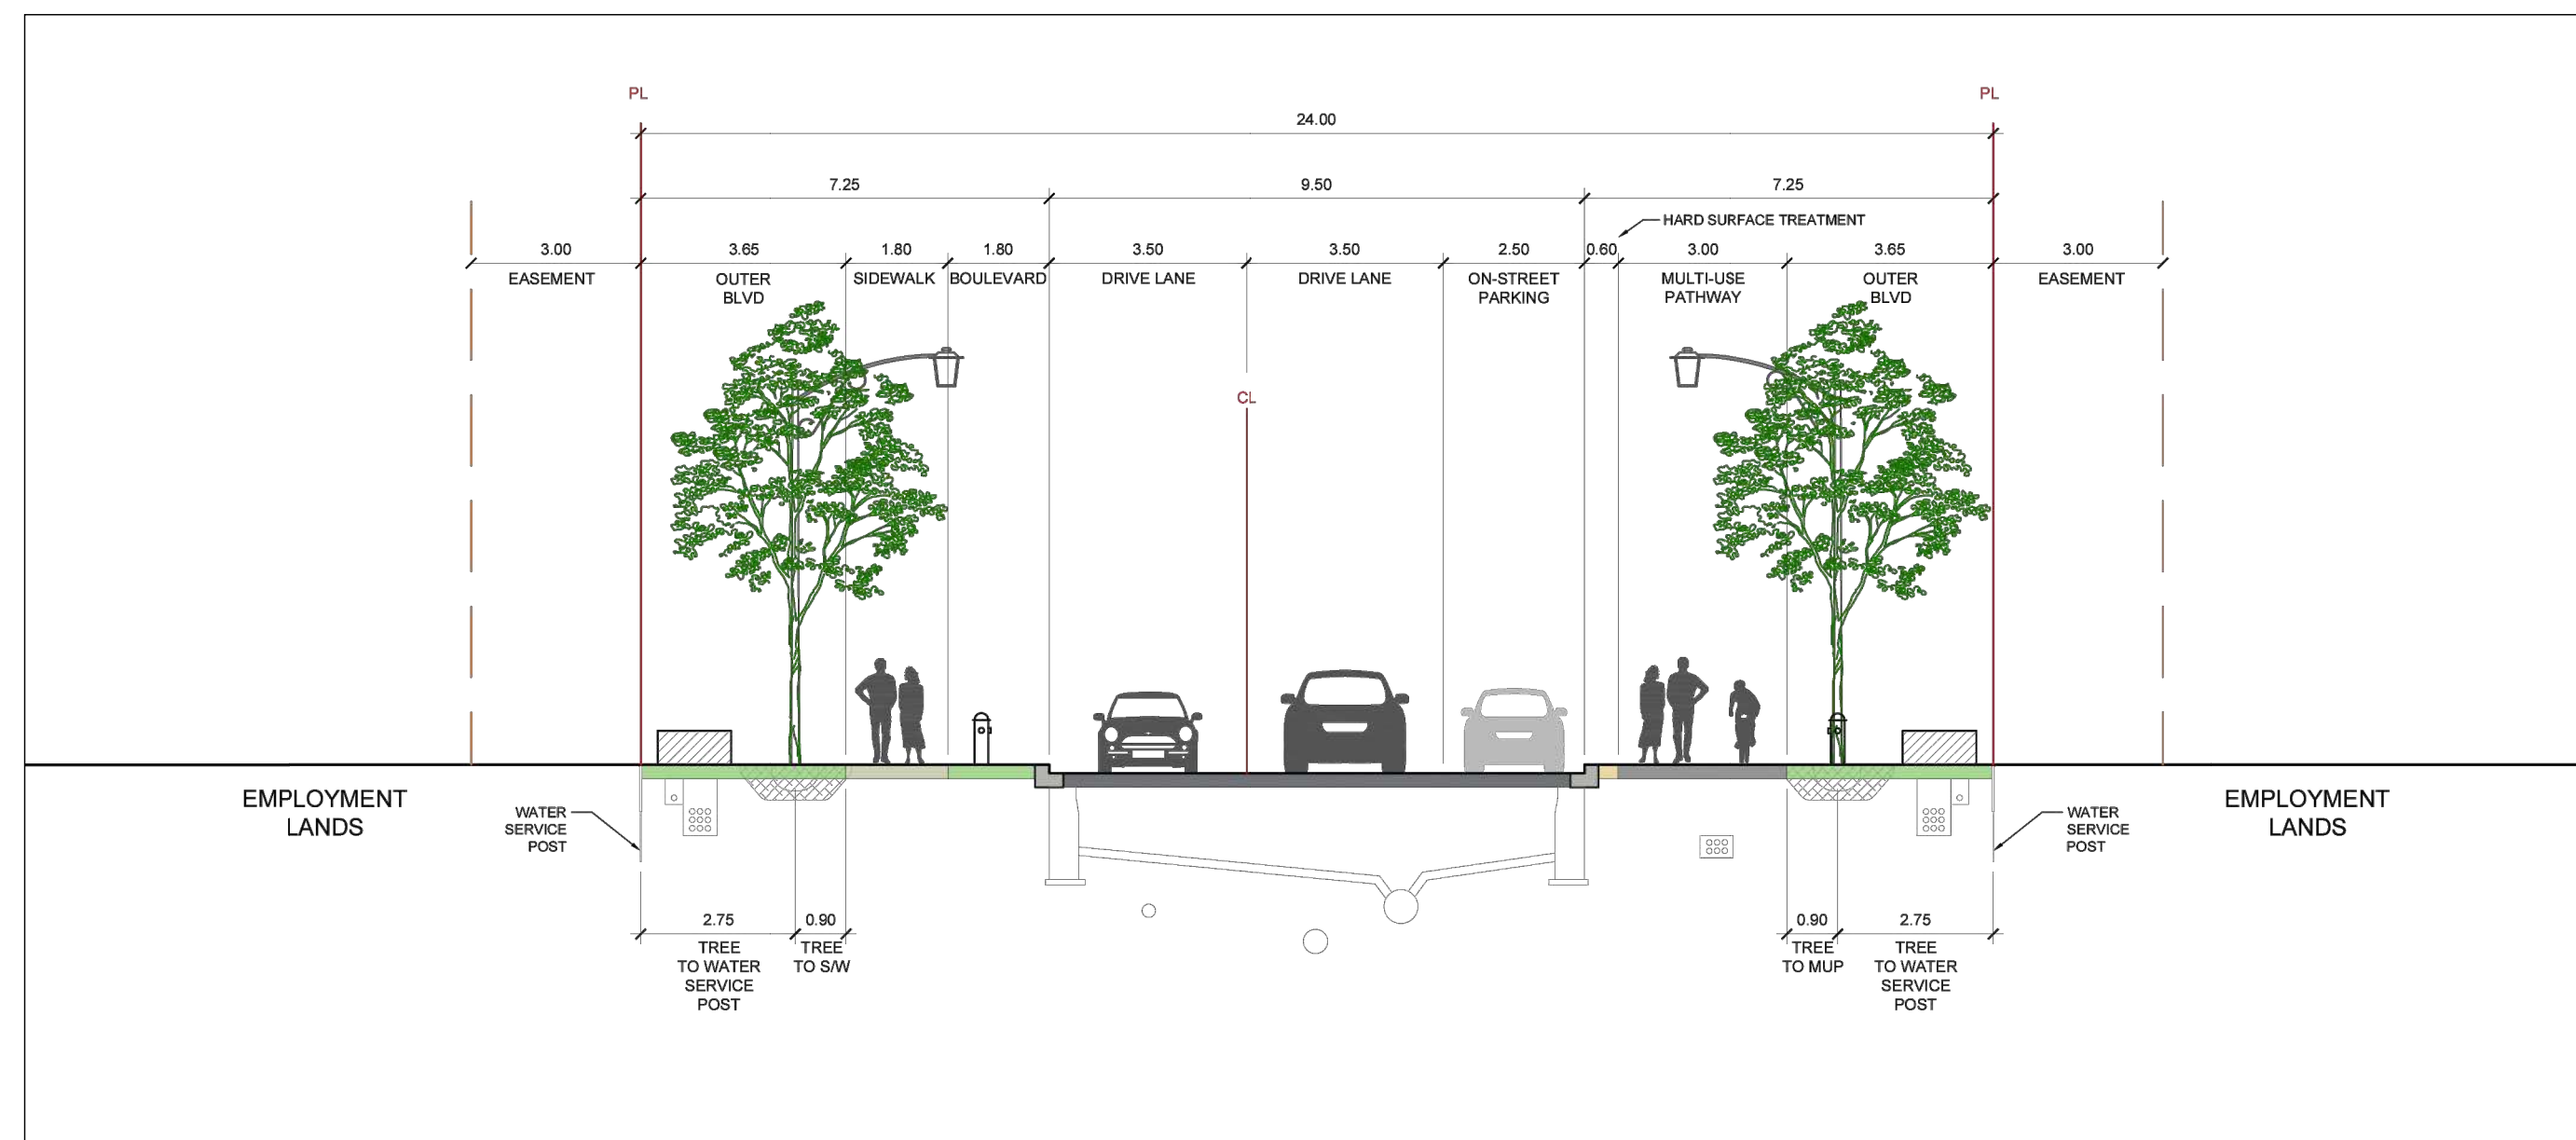 PL
PL
24.00
7.25
9.50
7.25
HARD SURFACE TREATMENT
3.00
3.65
1.80
1.80
3.50
3.50
2.50
0.60
3.00
3.65
3.00
EASEMENT
OUTER
BLVD
SIDEWALK
BOULEVARD
DRIVE LANE
DRIVE LANE
ON-STREET
PARKING
MULTI-USE
PATHWAY
OUTER
BLVD
EASEMENT
CL
EMPLOYMENT
LANDS
WATER
SERVICE
POST
WATER
SERVICE
POST
EMPLOYMENT
LANDS
2.75
TREE
TO WATER
SERVICE
POST
0.90
TREE
TO S/W
0.90
TREE
TO MUP
2.75
TREE
TO WATER
SERVICE
POST